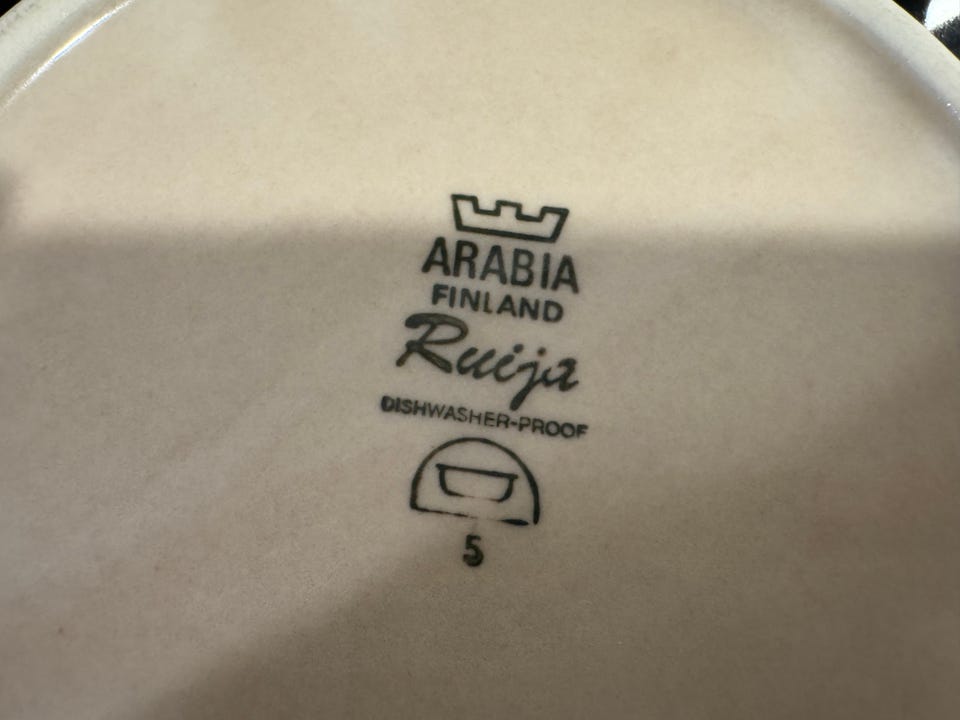 ARABIA
FINLAND
Ruija
DISHWASHER-PROOF
5